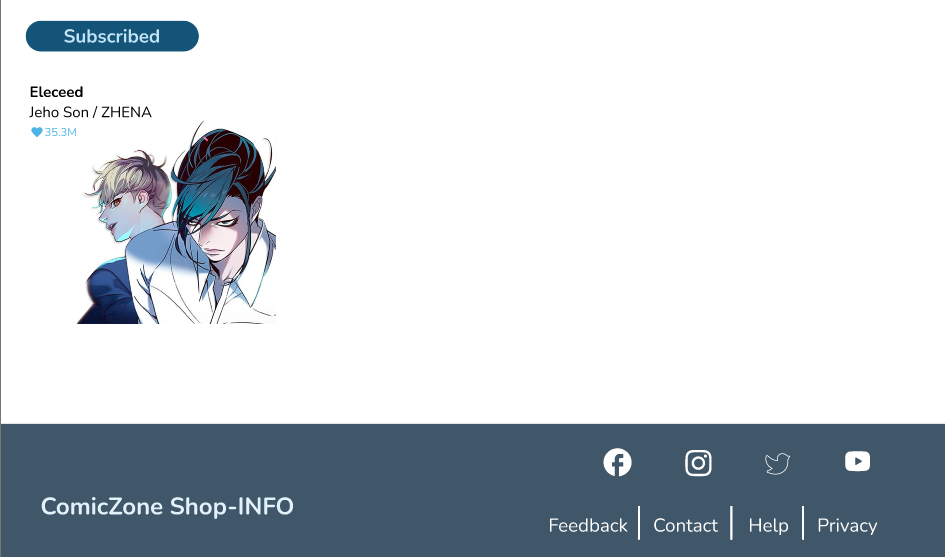 Subscribed
Eleceed
Jeho Son / ZHENA
35.3M
ComicZone Shop-INFO
Feedback
Contact
Help
Privacy